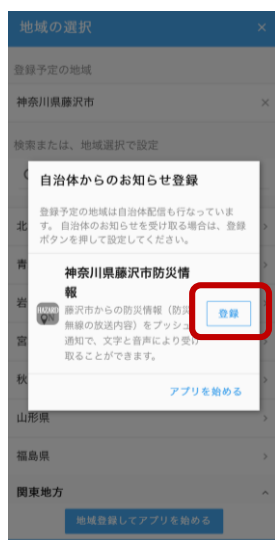 地域の選択 ×
登録予定の地域
神奈川県藤沢市 ×
検索または、地域選択で設定
自治体からのお知らせ登録
登録予定の地域は自治体配信も行なっていま
す。自治体のお知らせを受け取る場合は、登録
ボタンを押して設定してください。
神奈川県藤沢市防災情
報
HAZARD
藤沢市からの防災情報（防災
無線の放送内容）をプッシュ
通知で、文字と音声により受け
取ることができます。
登録
アプリを始める
北
青
岩
宮
秋
山形県
福島県
関東地方
地域登録してアプリを始める